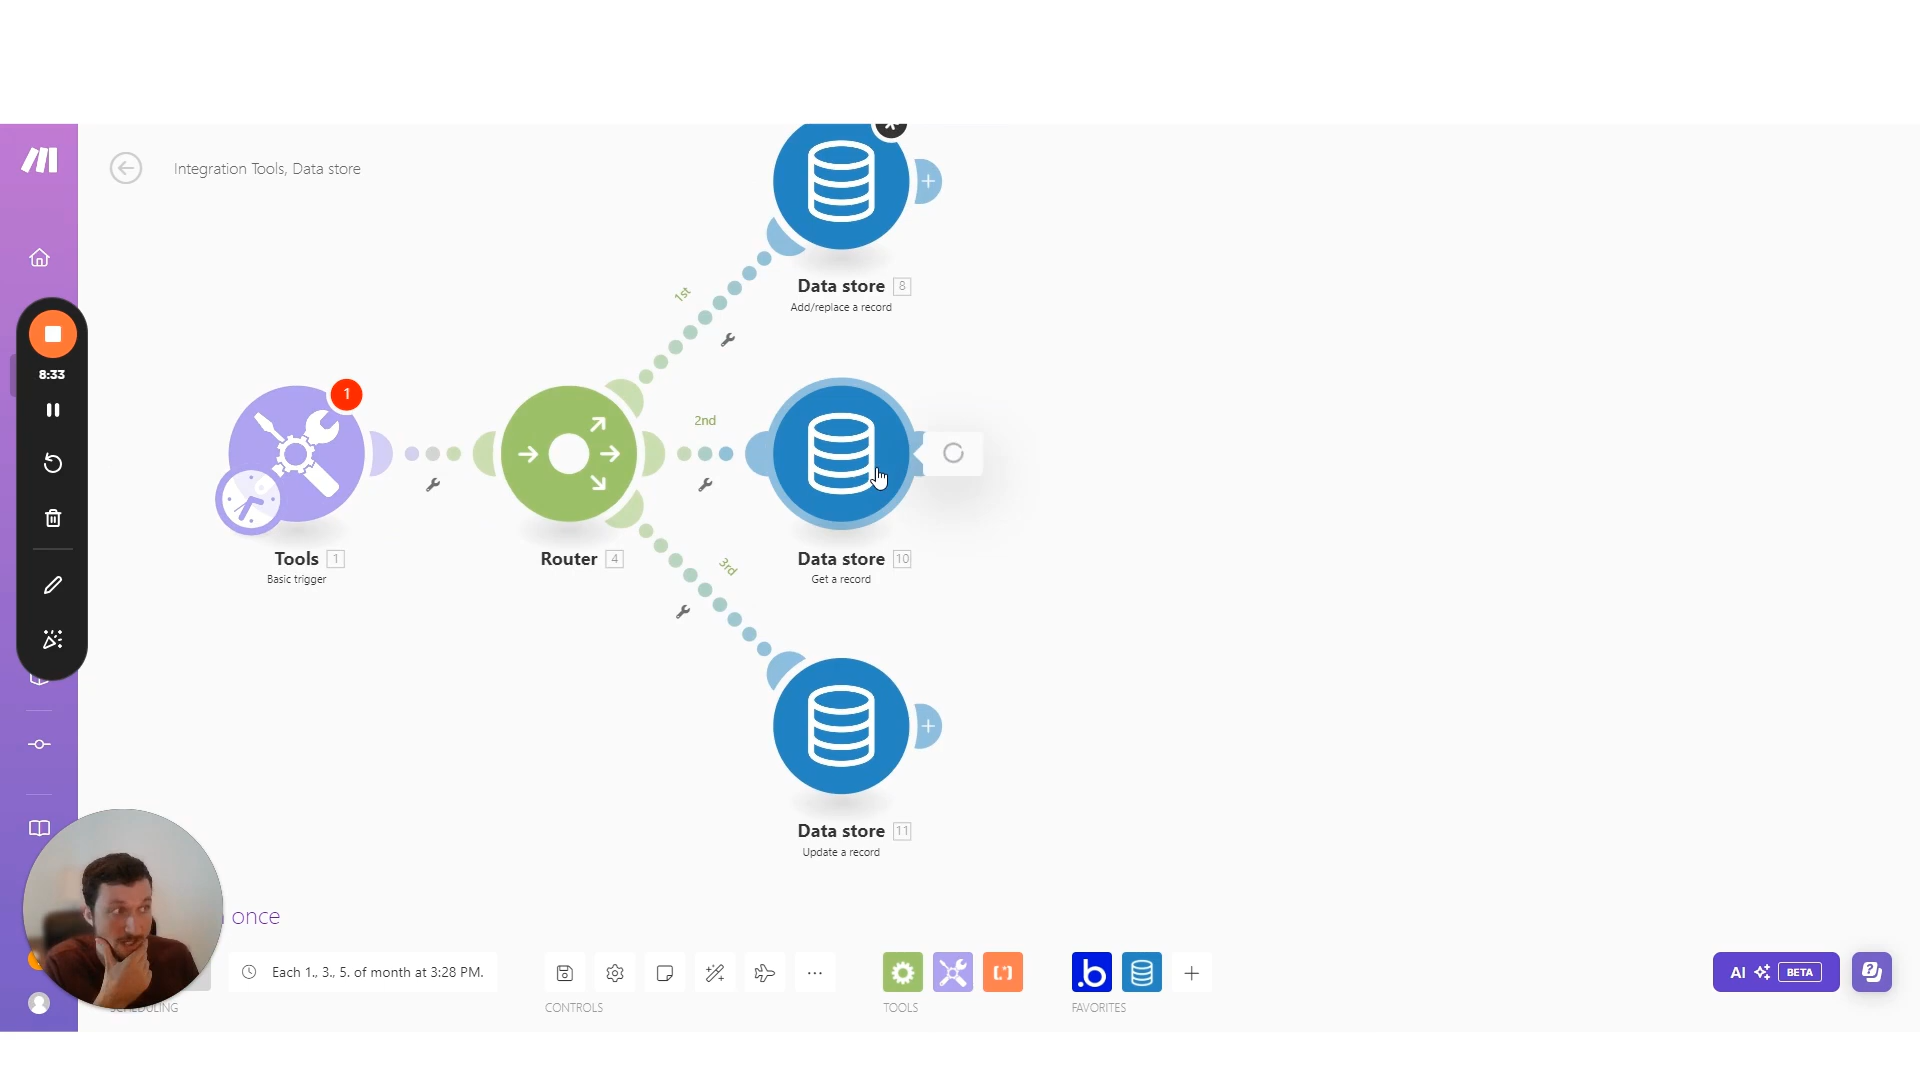 Integration Tools, Data store
8:33
1st
Data store 8
Add/replace a record
1
2nd
Tools 1
Basic trigger
Router 4
Data store 10
Get a record
3rd
Data store 11
Update a record
once
Each 1., 3., 5. of month at 3:28 PM.
AI BETA
CONTROLS
TOOLS
FAVORITES